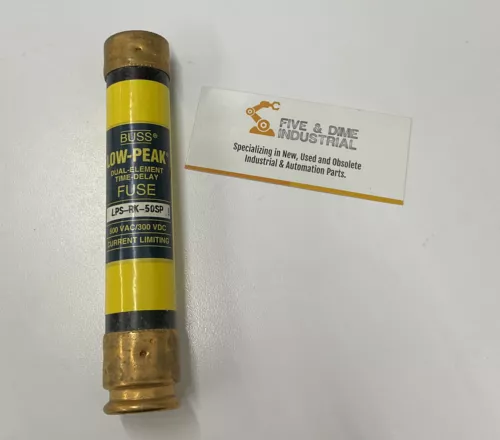 BUSS®
LOW-PEAK®
DUAL-ELEMENT
TIME-DELAY
FUSE
LPS-RK-50SP
600 VAC/300 VDC
CURRENT LIMITING
FIVE & DIME
INDUSTRIAL
Specializing in New, Used and Obsolete
Industrial & Automation Parts.